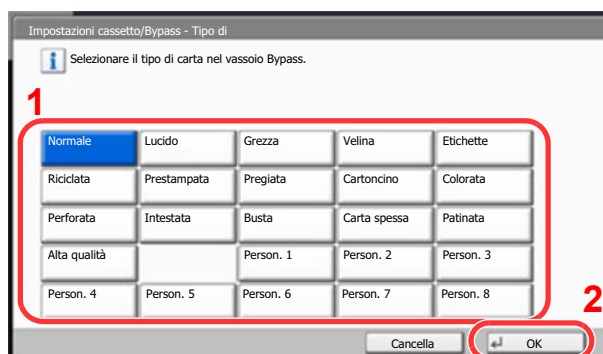 Impostazioni cassetto/Bypass - Tipo di
Selezionare il tipo di carta nel vassoio Bypass.
1
Normale Lucido Grezza Velina Etichette
Riciclata Prestampata Pregiata Cartoncino Colorata
Perforata Intestata Busta Carta spessa Patinata
Alta qualità Person. 1 Person. 2 Person. 3
Person. 4 Person. 5 Person. 6 Person. 7 Person. 8
2
Cancella OK